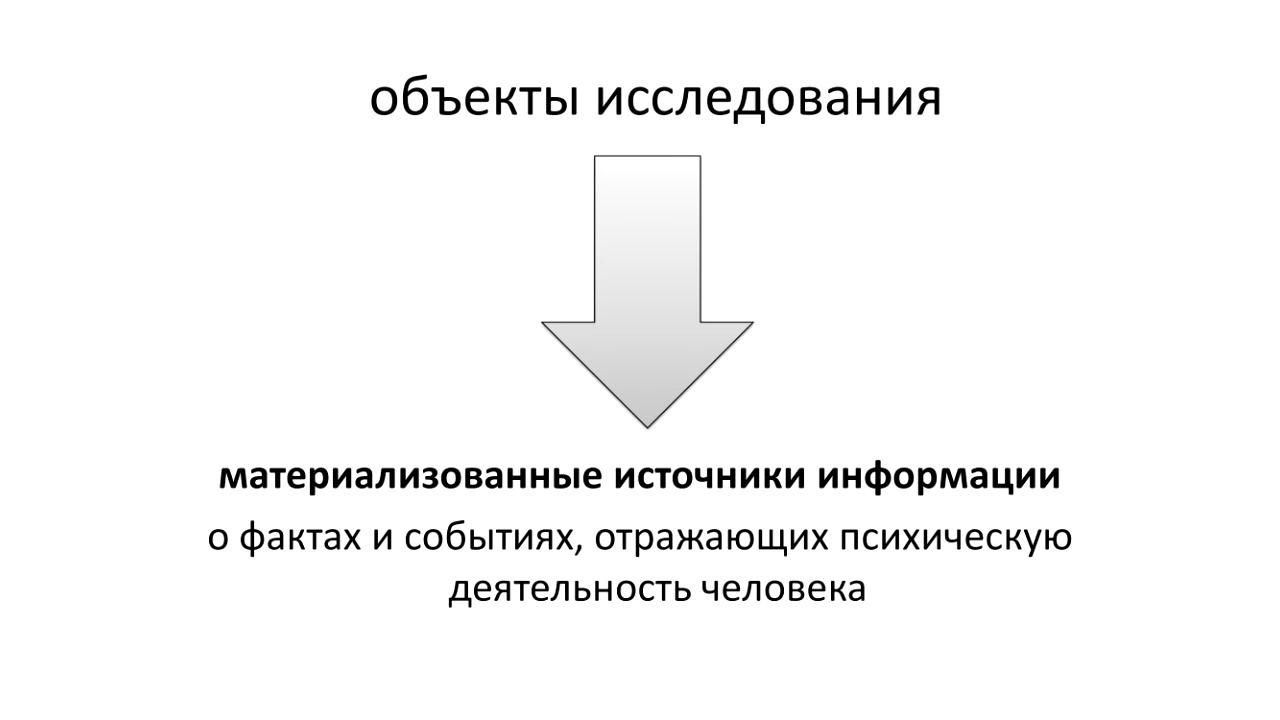 объекты исследования
материализованные источники информации
о фактах и событиях, отражающих психическую
деятельность человека